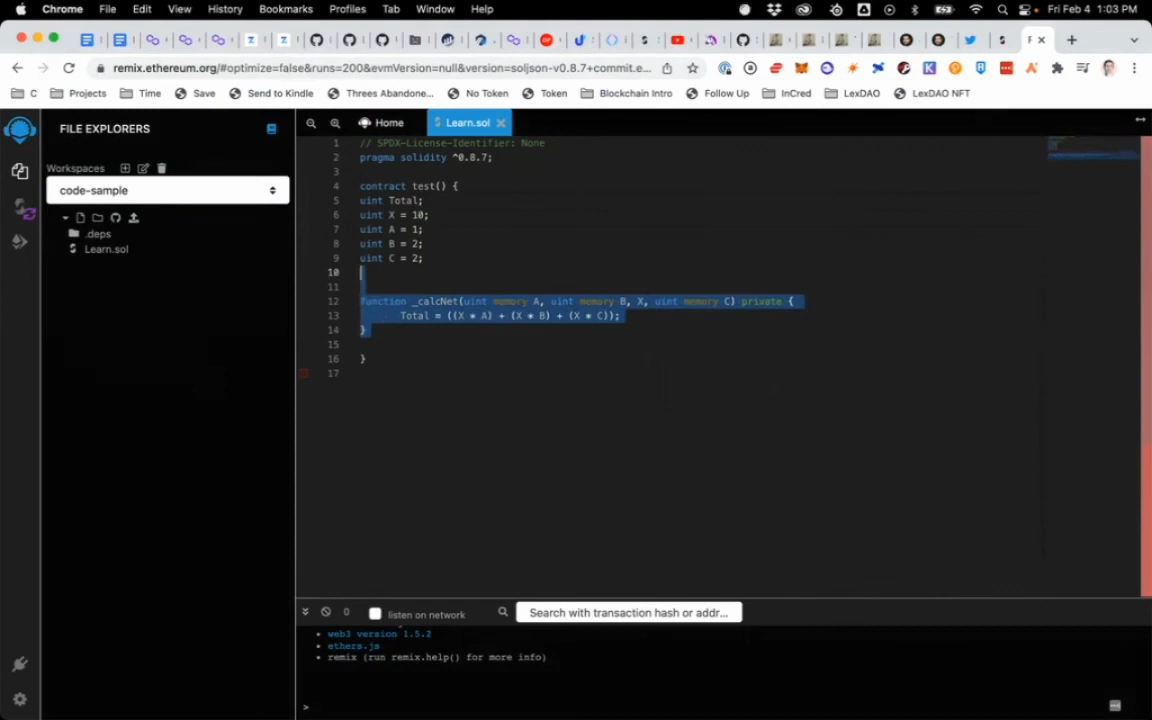 Chrome File Edit View History Bookmarks Profiles Tab Window Help Fri Feb 4 1:03 PM
remix.ethereum.org/#optimize=false&runs=200&evmVersion=null&version=soljson-v0.8.7+commit.e...
C Projects Time Save Send to Kindle Threes Abandone... No Token Token Blockchain Intro Follow Up InCred LexDAO LexDAO NFT
FILE EXPLORERS
Workspaces
code-sample
.deps
Learn.sol
Home Learn.sol
1 // SPDX-License-Identifier: None
2 pragma solidity ^0.8.7;
3
4 contract test() {
5 uint Total;
6 uint X = 10;
7 uint A = 1;
8 uint B = 2;
9 uint C = 2;
10
11
12 function _calcNet(uint memory A, uint memory B, X, uint memory C) private {
13 Total = ((X * A) + (X * B) + (X * C));
14 }
15
16 }
17
0 listen on network Search with transaction hash or addr...
• web3 version 1.5.2
• ethers.js
• remix (run remix.help() for more info)
>